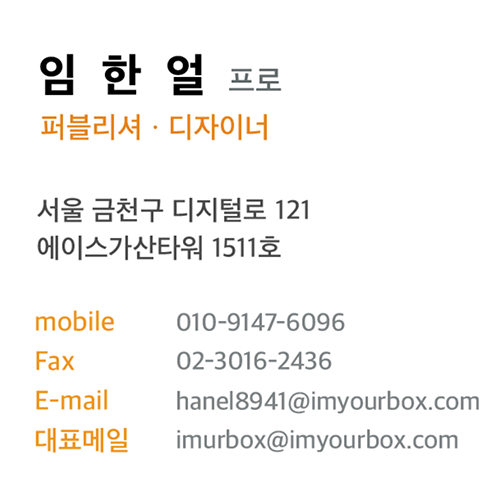 임 한 얼 프로
퍼블리셔 · 디자이너
서울 금천구 디지털로 121
에이스가산타워 1511호
mobile 010-9147-6096
Fax 02-3016-2436
E-mail hanel8941@imyourbox.com
대표메일 imurbox@imyourbox.com